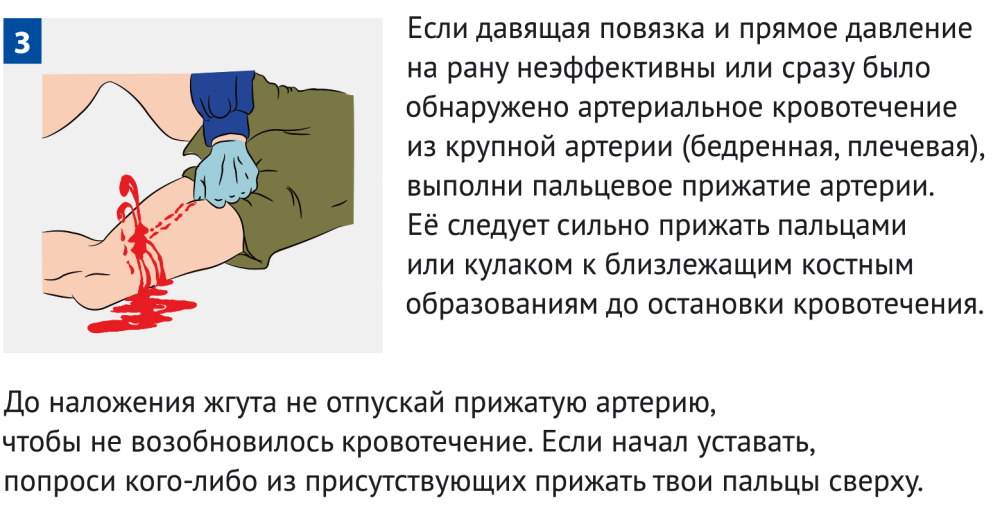 3
Если давящая повязка и прямое давление
на рану неэффективны или сразу было
обнаружено артериальное кровотечение
из крупной артерии (бедренная, плечевая),
выполни пальцевое прижатие артерии.
Её следует сильно прижать пальцами
или кулаком к близлежащим костным
образованиям до остановки кровотечения.
До наложения жгута не отпускай прижатую артерию,
чтобы не возобновилось кровотечение. Если начал уставать,
попроси кого-либо из присутствующих прижать твои пальцы сверху.